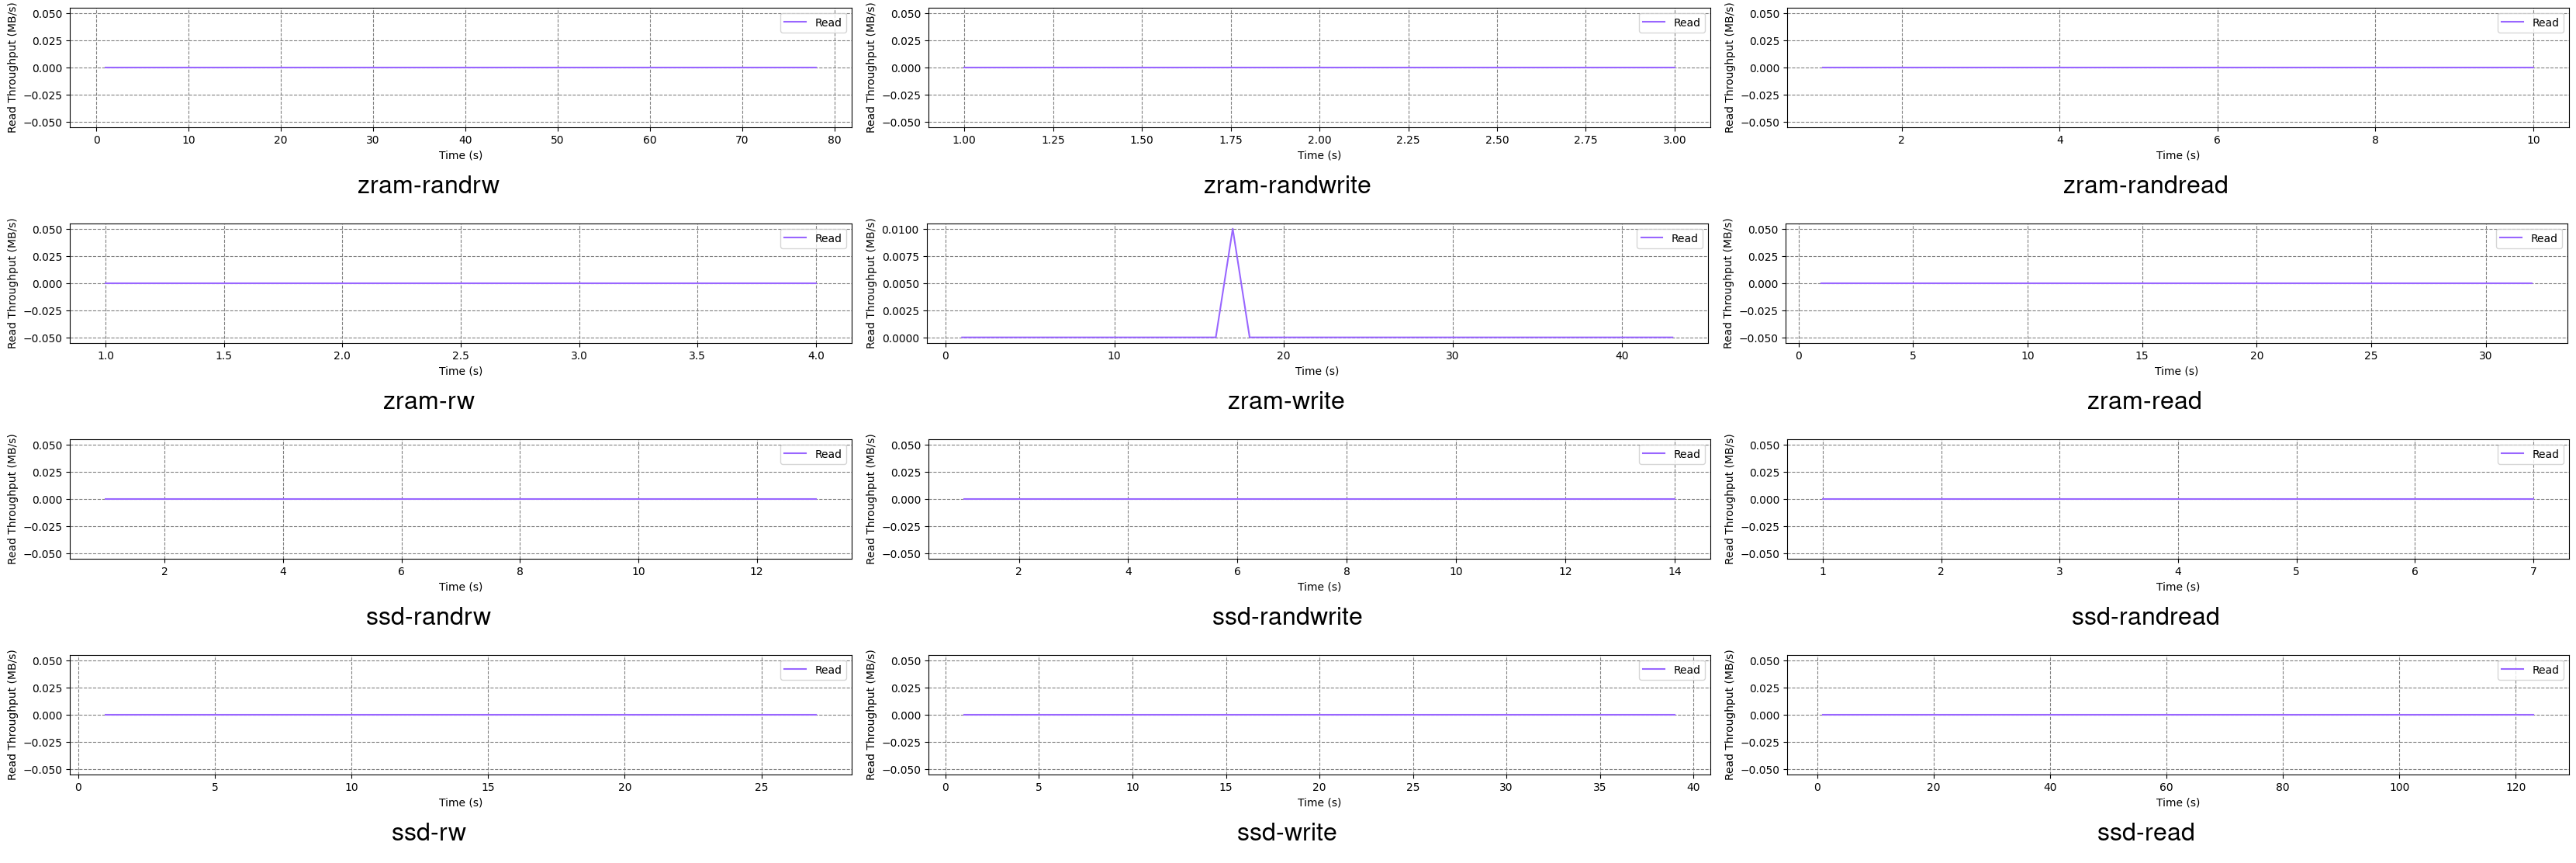 Read Throughput (MB/s)
0.050
0.025
0.000
−0.025
−0.050
Read
0 10 20 30 40 50 60 70 80
Time (s)
zram-randrw
Read Throughput (MB/s)
0.050
0.025
0.000
−0.025
−0.050
Read
1.00 1.25 1.50 1.75 2.00 2.25 2.50 2.75 3.00
Time (s)
zram-randwrite
Read Throughput (MB/s)
0.050
0.025
0.000
−0.025
−0.050
Read
2 4 6 8 10
Time (s)
zram-randread
Read Throughput (MB/s)
0.050
0.025
0.000
−0.025
−0.050
Read
1.0 1.5 2.0 2.5 3.0 3.5 4.0
Time (s)
zram-rw
Read Throughput (MB/s)
0.0100
0.0075
0.0050
0.0025
0.0000
Read
0 10 20 30 40
Time (s)
zram-write
Read Throughput (MB/s)
0.050
0.025
0.000
−0.025
−0.050
Read
0 5 10 15 20 25 30
Time (s)
zram-read
Read Throughput (MB/s)
0.050
0.025
0.000
−0.025
−0.050
Read
2 4 6 8 10 12
Time (s)
ssd-randrw
Read Throughput (MB/s)
0.050
0.025
0.000
−0.025
−0.050
Read
2 4 6 8 10 12 14
Time (s)
ssd-randwrite
Read Throughput (MB/s)
0.050
0.025
0.000
−0.025
−0.050
Read
1 2 3 4 5 6 7
Time (s)
ssd-randread
Read Throughput (MB/s)
0.050
0.025
0.000
−0.025
−0.050
Read
0 5 10 15 20 25
Time (s)
ssd-rw
Read Throughput (MB/s)
0.050
0.025
0.000
−0.025
−0.050
Read
0 5 10 15 20 25 30 35 40
Time (s)
ssd-write
Read Throughput (MB/s)
0.050
0.025
0.000
−0.025
−0.050
Read
0 20 40 60 80 100 120
Time (s)
ssd-read